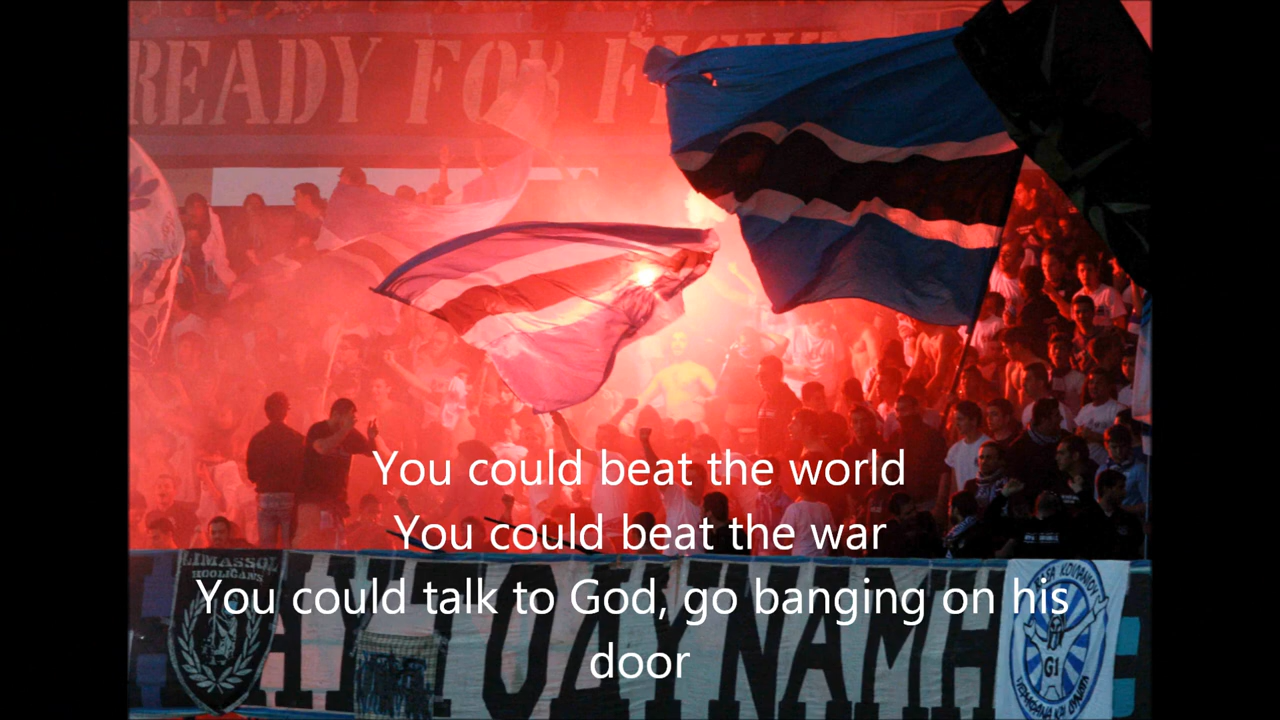 READY FOR FIGHT
You could beat the world
You could beat the war
LIMASSOL
HOOLIGANS
You could talk to God, go banging on his
door
G1